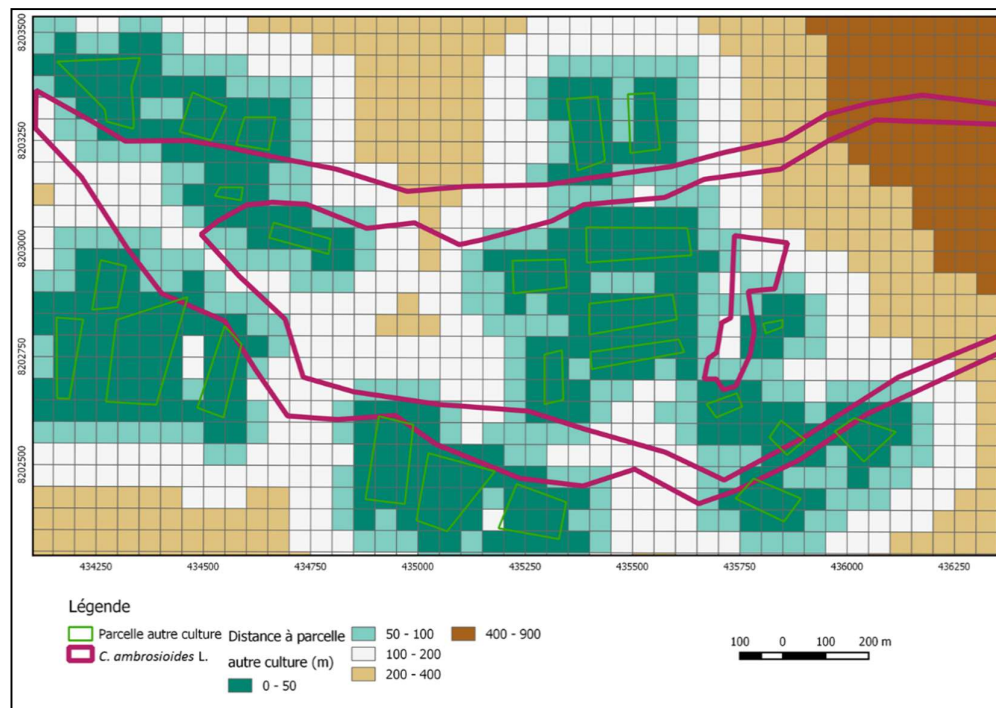 8203500
8203250
8203000
8202750
8202500
434250 434500 434750 435000 435250 435500 435750 436000 436250
Légende
Parcelle autre culture
C. ambrosioides L.
Distance à parcelle
autre culture (m)
0 - 50
50 - 100
100 - 200
200 - 400
400 - 900
100 0 100 200 m